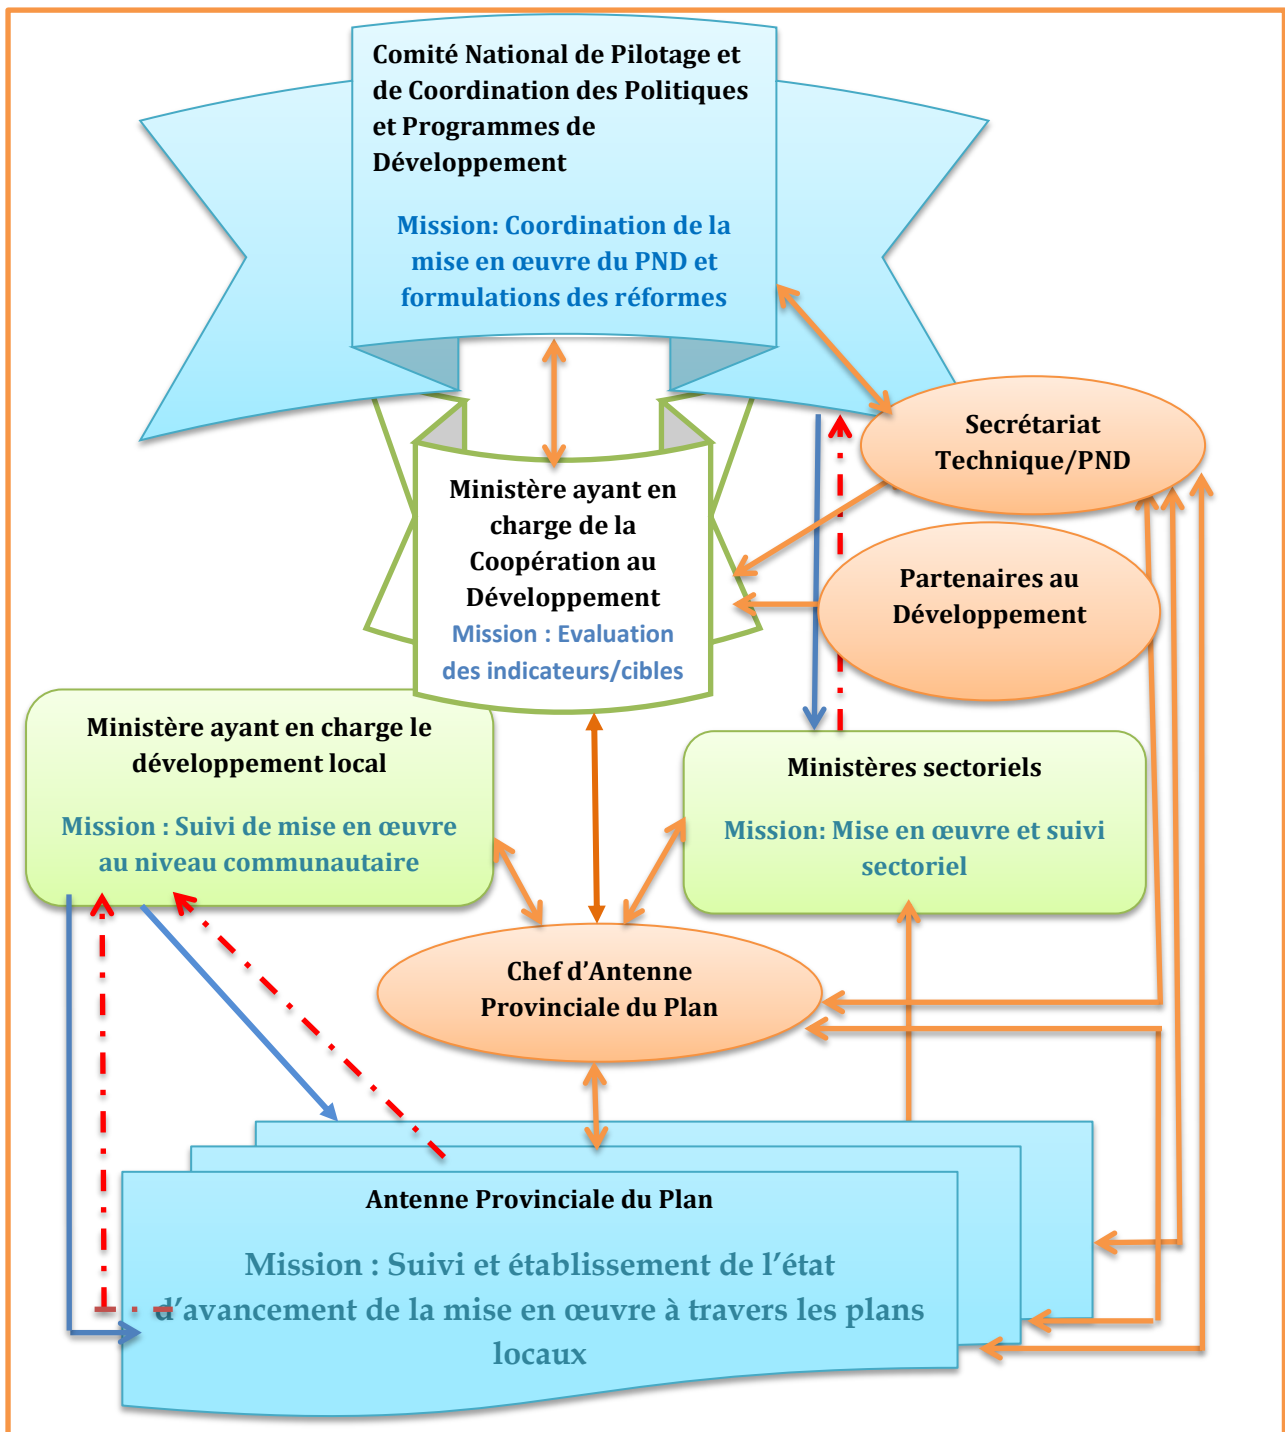 Comité National de Pilotage et
de Coordination des Politiques
et Programmes de
Développement
Mission: Coordination de la
mise en œuvre du PND et
formulations des réformes
Secrétariat
Technique/PND
Ministère ayant en
charge de la
Coopération au
Développement
Mission : Evaluation
des indicateurs/cibles
Partenaires au
Développement
Ministère ayant en charge le
développement local
Mission : Suivi de mise en œuvre
au niveau communautaire
Ministères sectoriels
Mission: Mise en œuvre et suivi
sectoriel
Chef d’Antenne
Provinciale du Plan
Antenne Provinciale du Plan
Mission : Suivi et établissement de l’état
d’avancement de la mise en œuvre à travers les plans
locaux